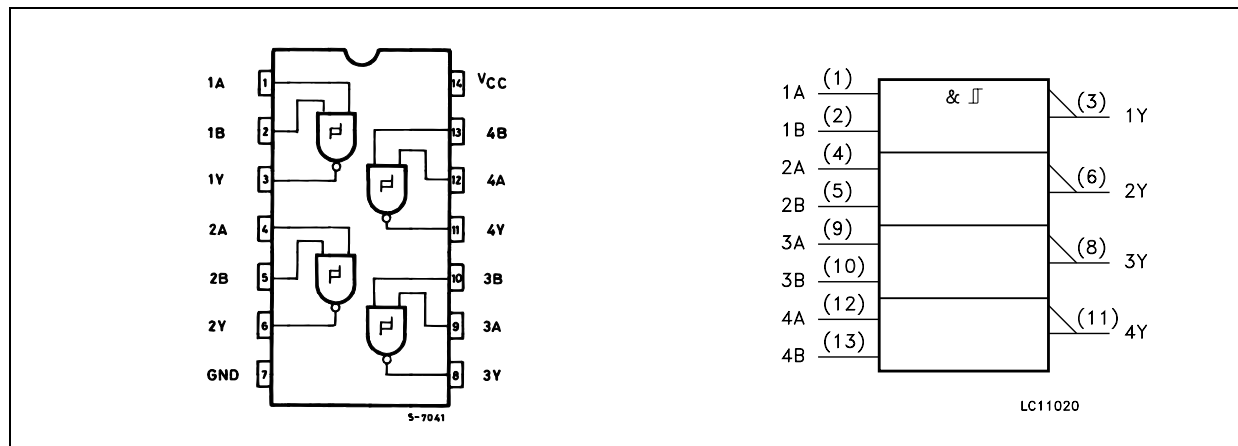 1A 1 14 VCC
1B 2 13 4B
1Y 3 12 4A
2A 4 11 4Y
2B 5 10 3B
2Y 6 9 3A
GND 7 8 3Y
S-7041
1A (1) & (3) 1Y
1B (2)
2A (4) (6) 2Y
2B (5)
3A (9) (8) 3Y
3B (10)
4A (12) (11) 4Y
4B (13)
LC11020